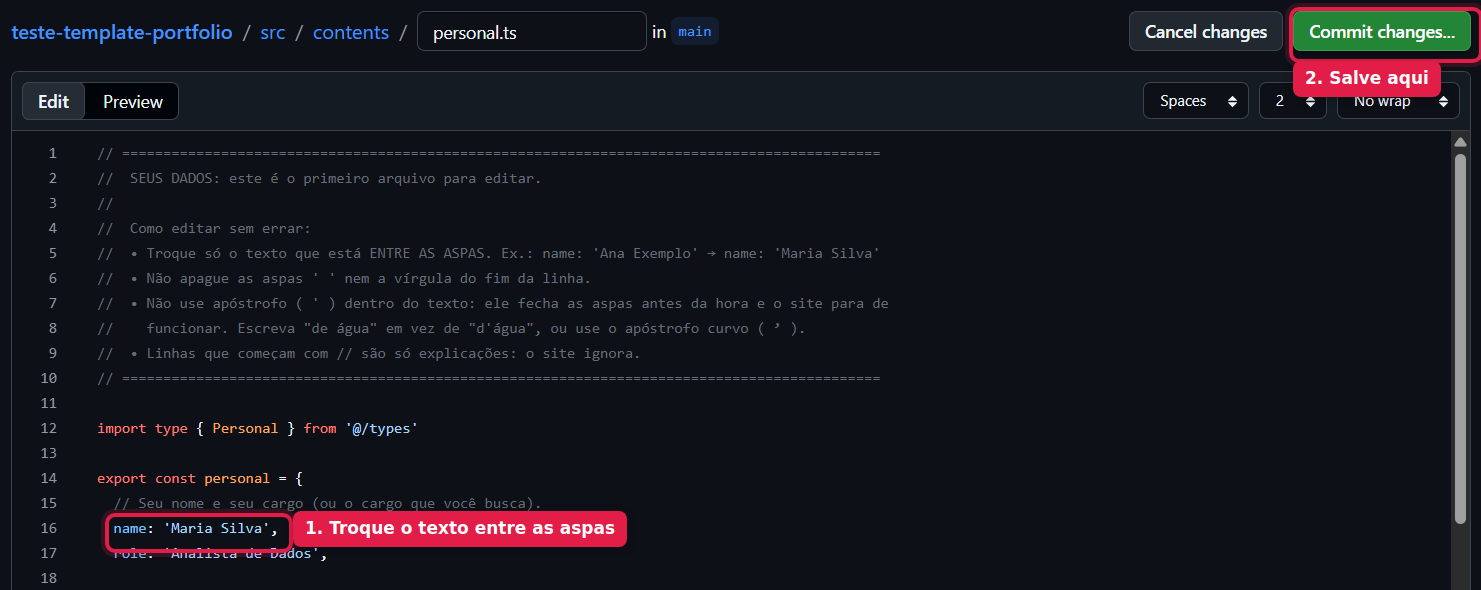 teste-template-portfolio / src / contents / personal.ts in main Cancel changes Commit changes...
2. Salve aqui
Edit Preview Spaces 2 No wrap
1 // ============================================================================================
2 // SEUS DADOS: este é o primeiro arquivo para editar.
3 //
4 // Como editar sem errar:
5 // • Troque só o texto que está ENTRE AS ASPAS. Ex.: name: 'Ana Exemplo' → name: 'Maria Silva'
6 // • Não apague as aspas ' ' nem a vírgula do fim da linha.
7 // • Não use apóstrofo ( ' ) dentro do texto: ele fecha as aspas antes da hora e o site para de
8 // funcionar. Escreva "de água" em vez de "d'água", ou use o apóstrofo curvo ( ’ ).
9 // • Linhas que começam com // são só explicações: o site ignora.
10 // ============================================================================================
11
12 import type { Personal } from '@/types'
13
14 export const personal = {
15 // Seu nome e seu cargo (ou o cargo que você busca).
16 name: 'Maria Silva', 1. Troque o texto entre as aspas
17 role: 'Analista de Dados',
18